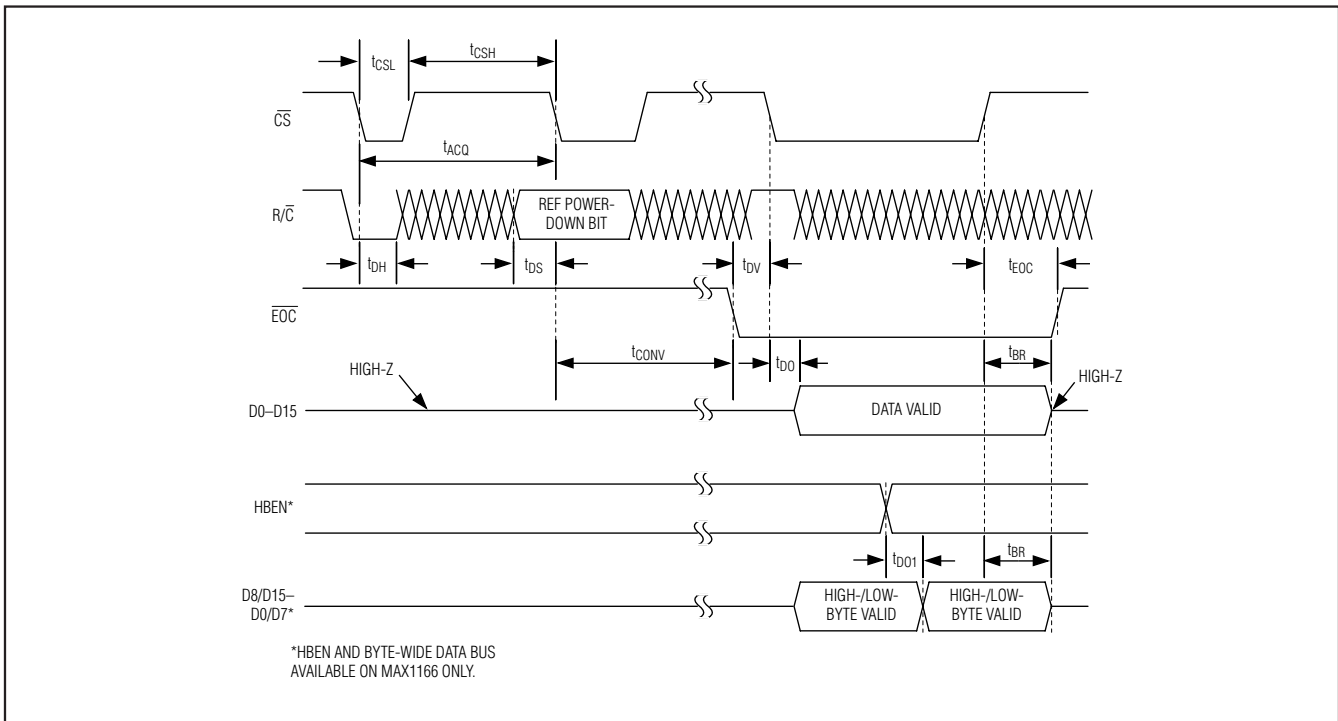 tCSL
tCSH
CS
tACQ
R/C
REF POWER-
DOWN BIT
tDH
tDS
tDV
tEOC
EOC
tCONV
tDO
tBR
HIGH-Z
HIGH-Z
D0–D15
DATA VALID
HBEN*
tDO1
tBR
D8/D15–
D0/D7*
HIGH-/LOW-
BYTE VALID
HIGH-/LOW-
BYTE VALID
*HBEN AND BYTE-WIDE DATA BUS
AVAILABLE ON MAX1166 ONLY.